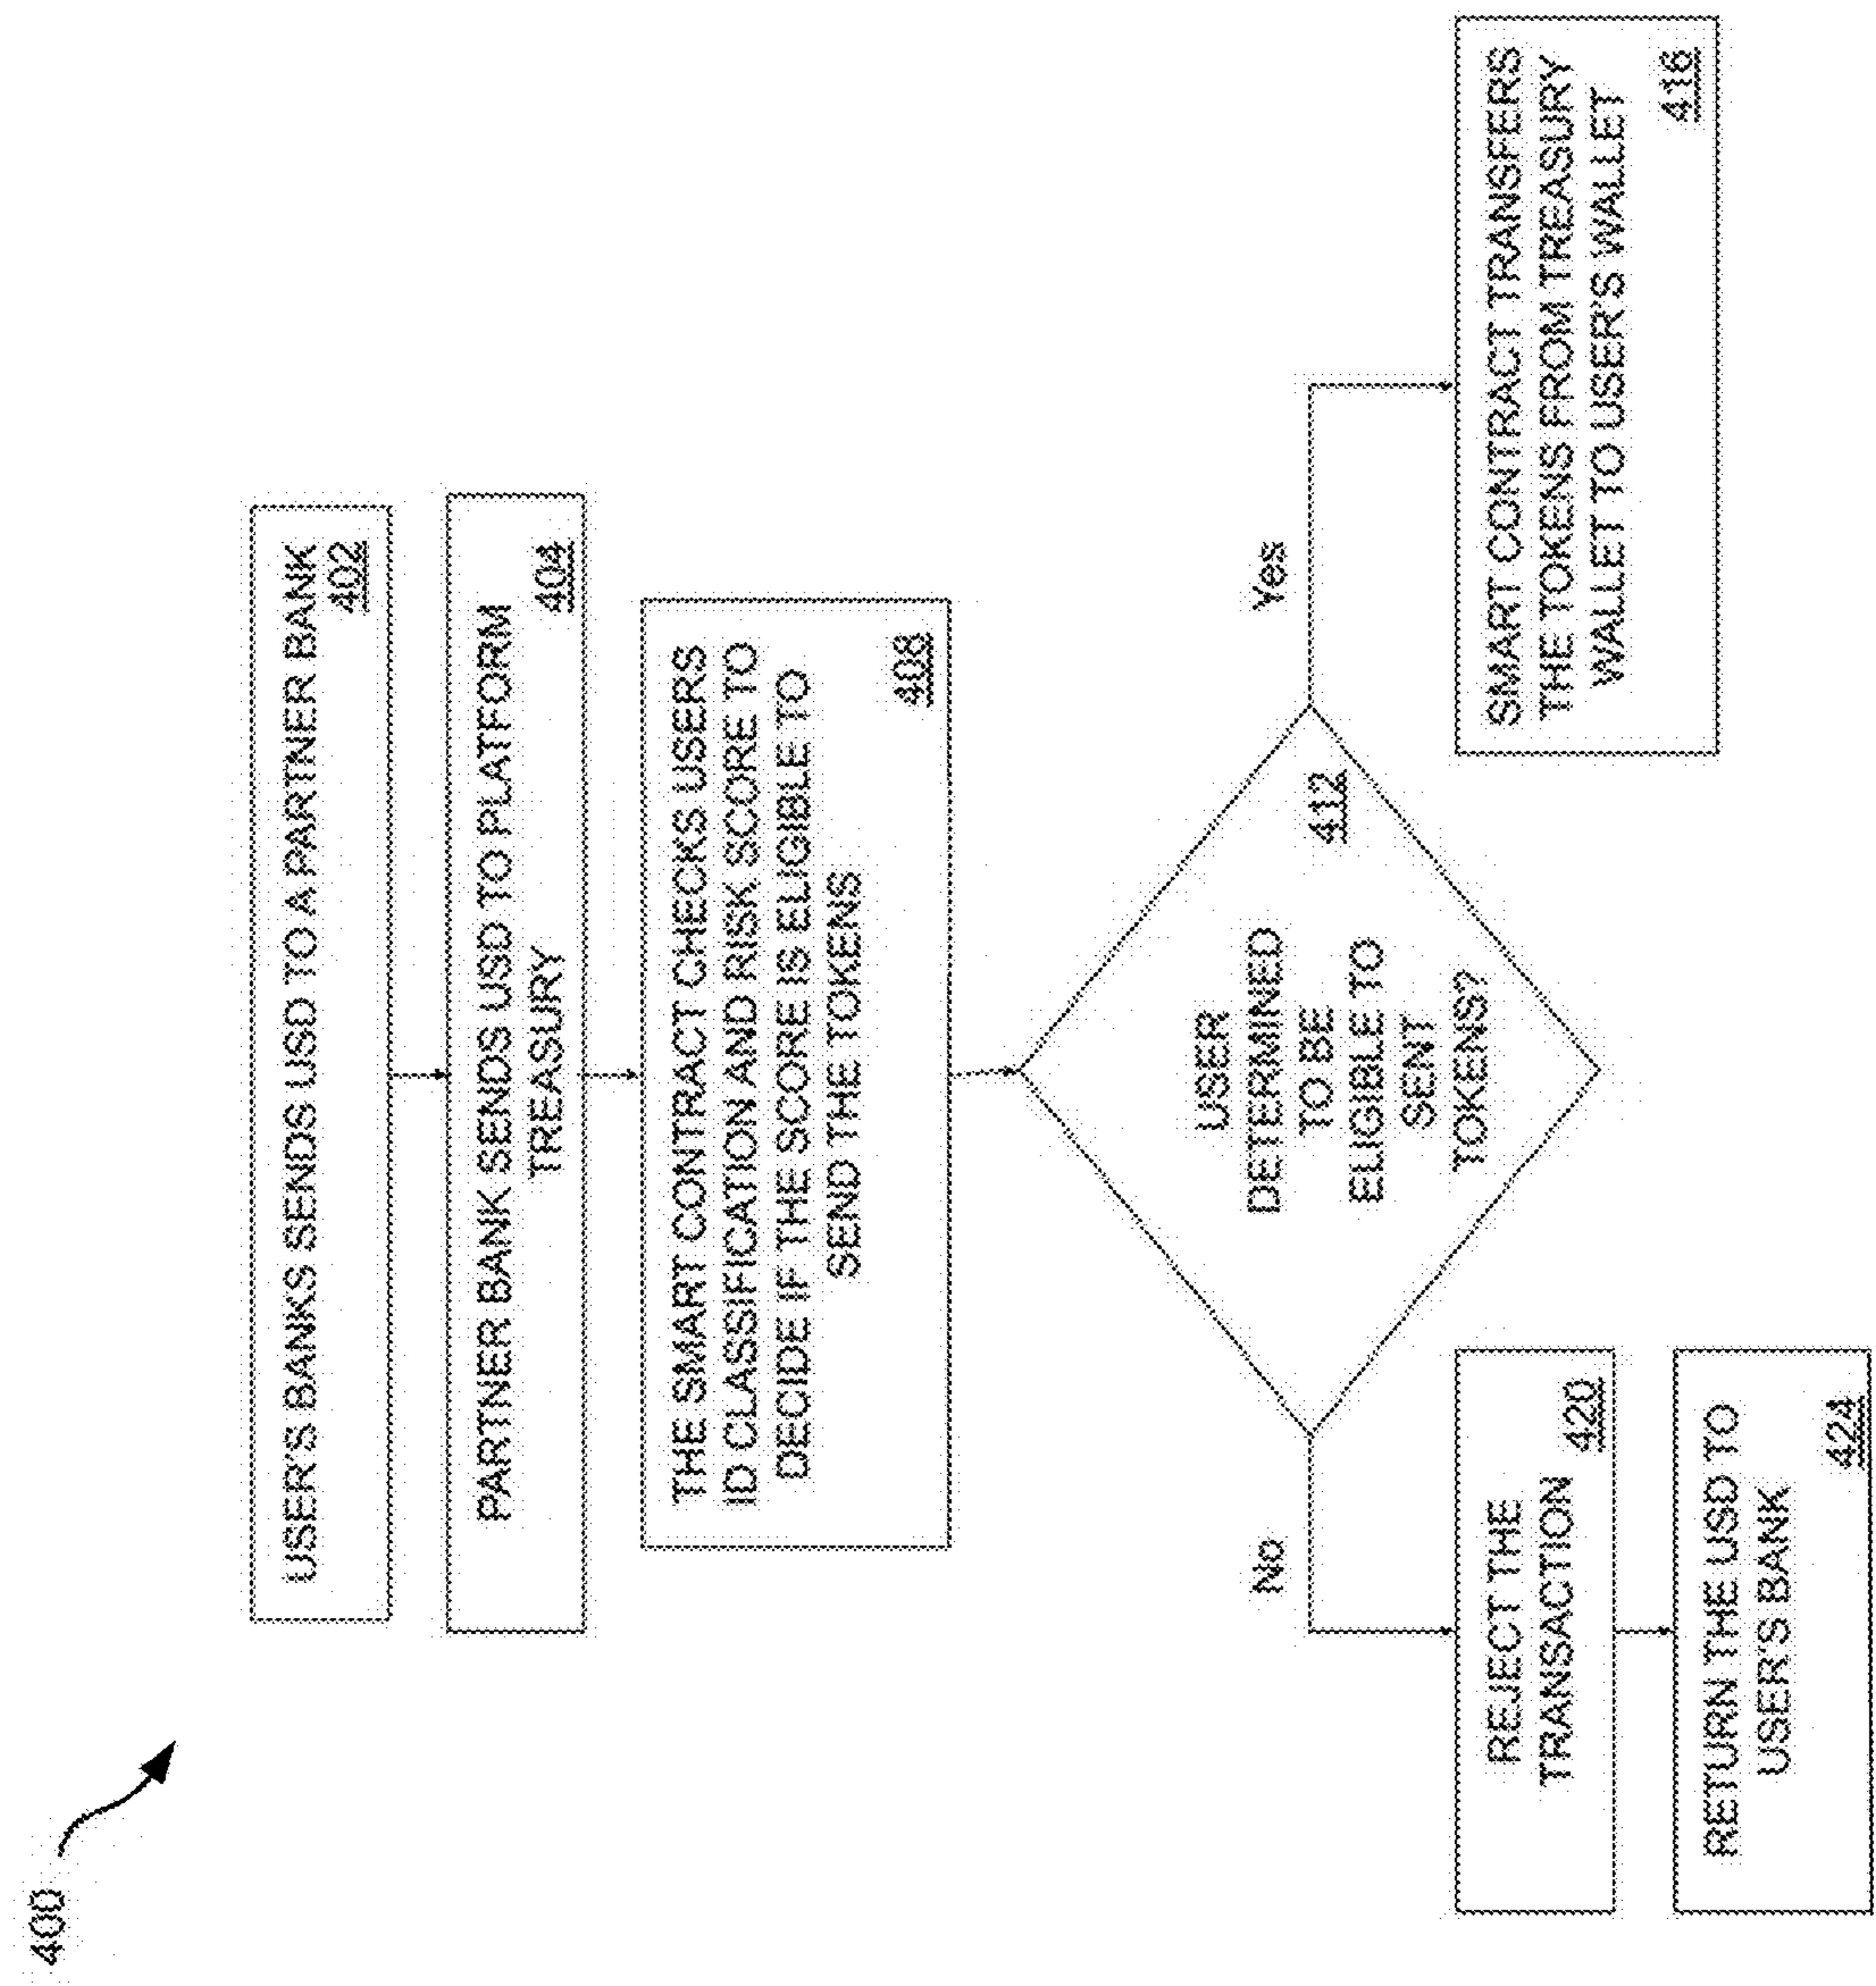 400
USER'S BANKS SENDS USD TO A PARTNER BANK
402
PARTNER BANK SENDS USD TO PLATFORM
TREASURY
404
THE SMART CONTRACT CHECKS USERS
ID CLASSIFICATION AND RISK SCORE TO
DECIDE IF THE SCORE IS ELIGIBLE TO
SEND THE TOKENS
408
USER
DETERMINED
TO BE
ELIGIBLE TO
SENT
TOKENS?
412
No
Yes
REJECT THE
TRANSACTION
420
RETURN THE USD TO
USER'S BANK
424
SMART CONTRACT TRANSFERS
THE TOKENS FROM TREASURY
WALLET TO USER'S WALLET
416